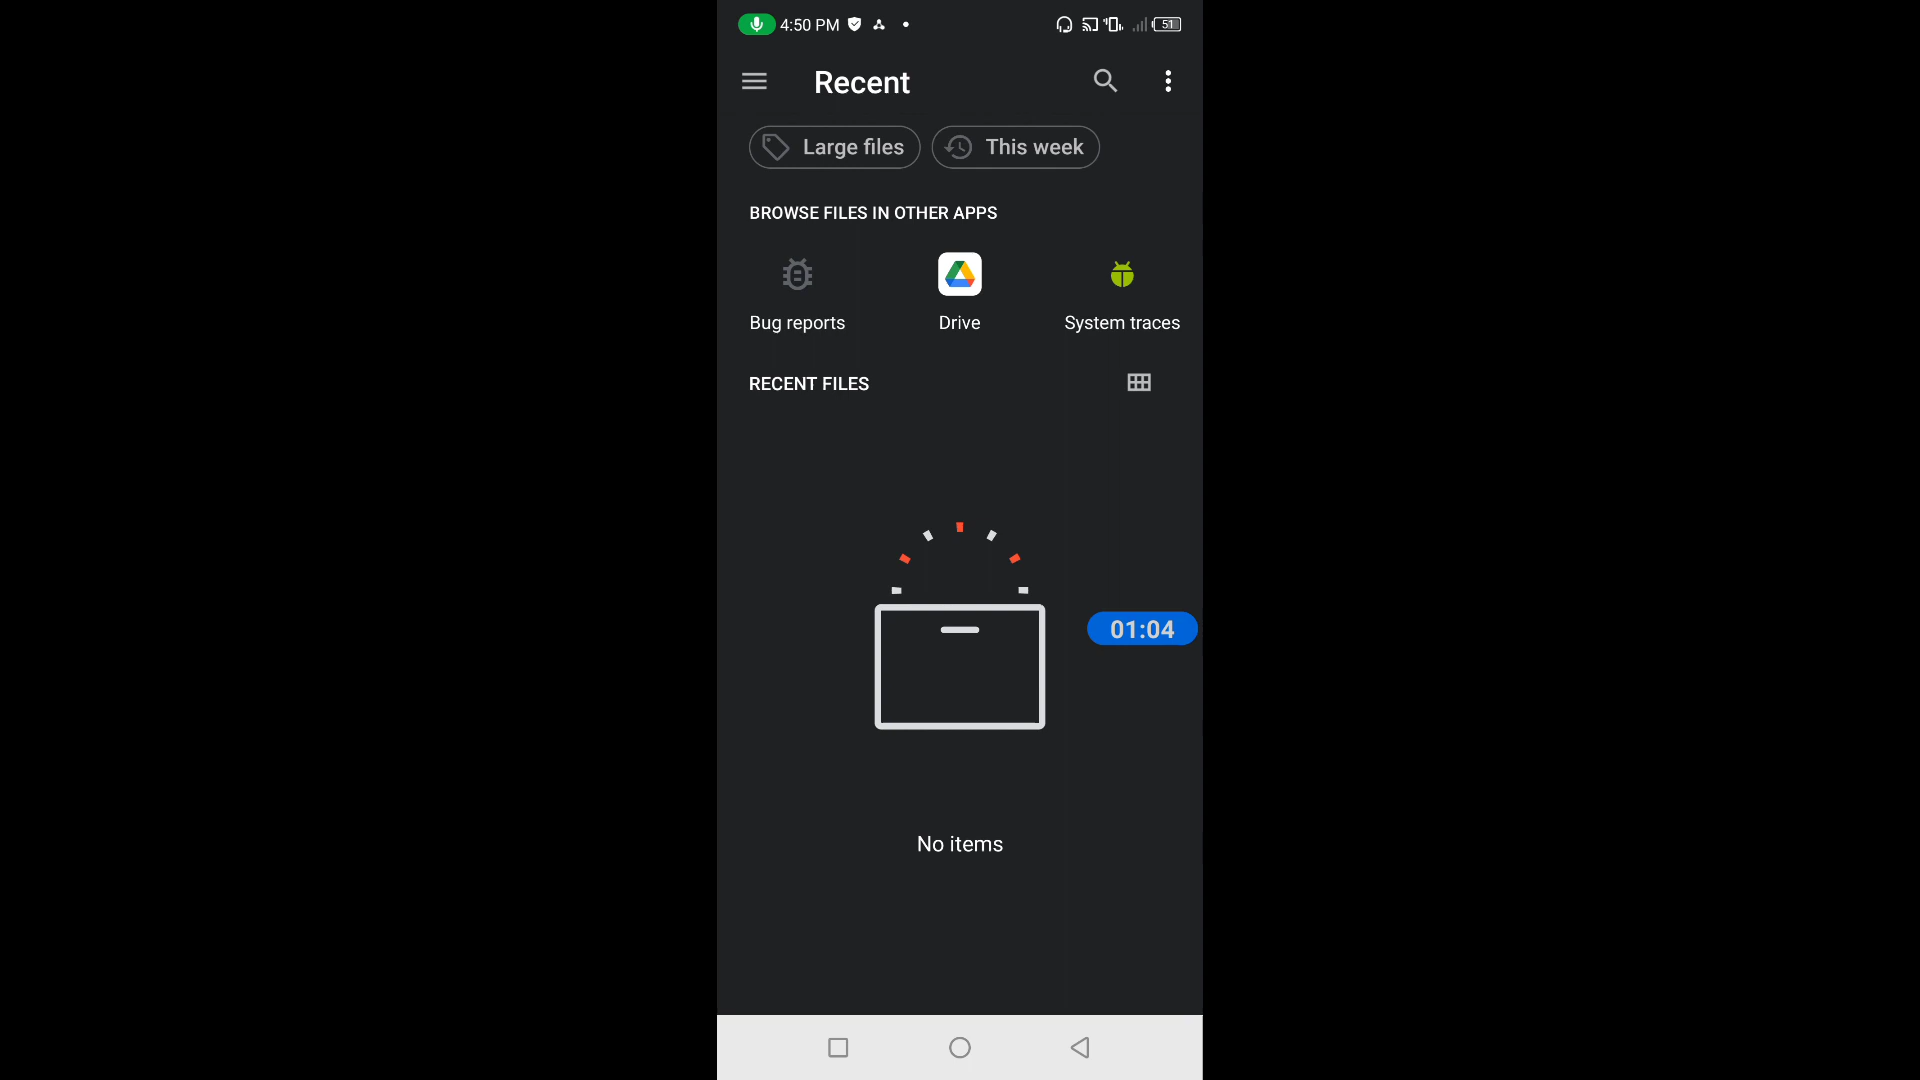 4:50 PM
51
Recent
Large files
This week
BROWSE FILES IN OTHER APPS
Bug reports
Drive
System traces
RECENT FILES
01:04
No items